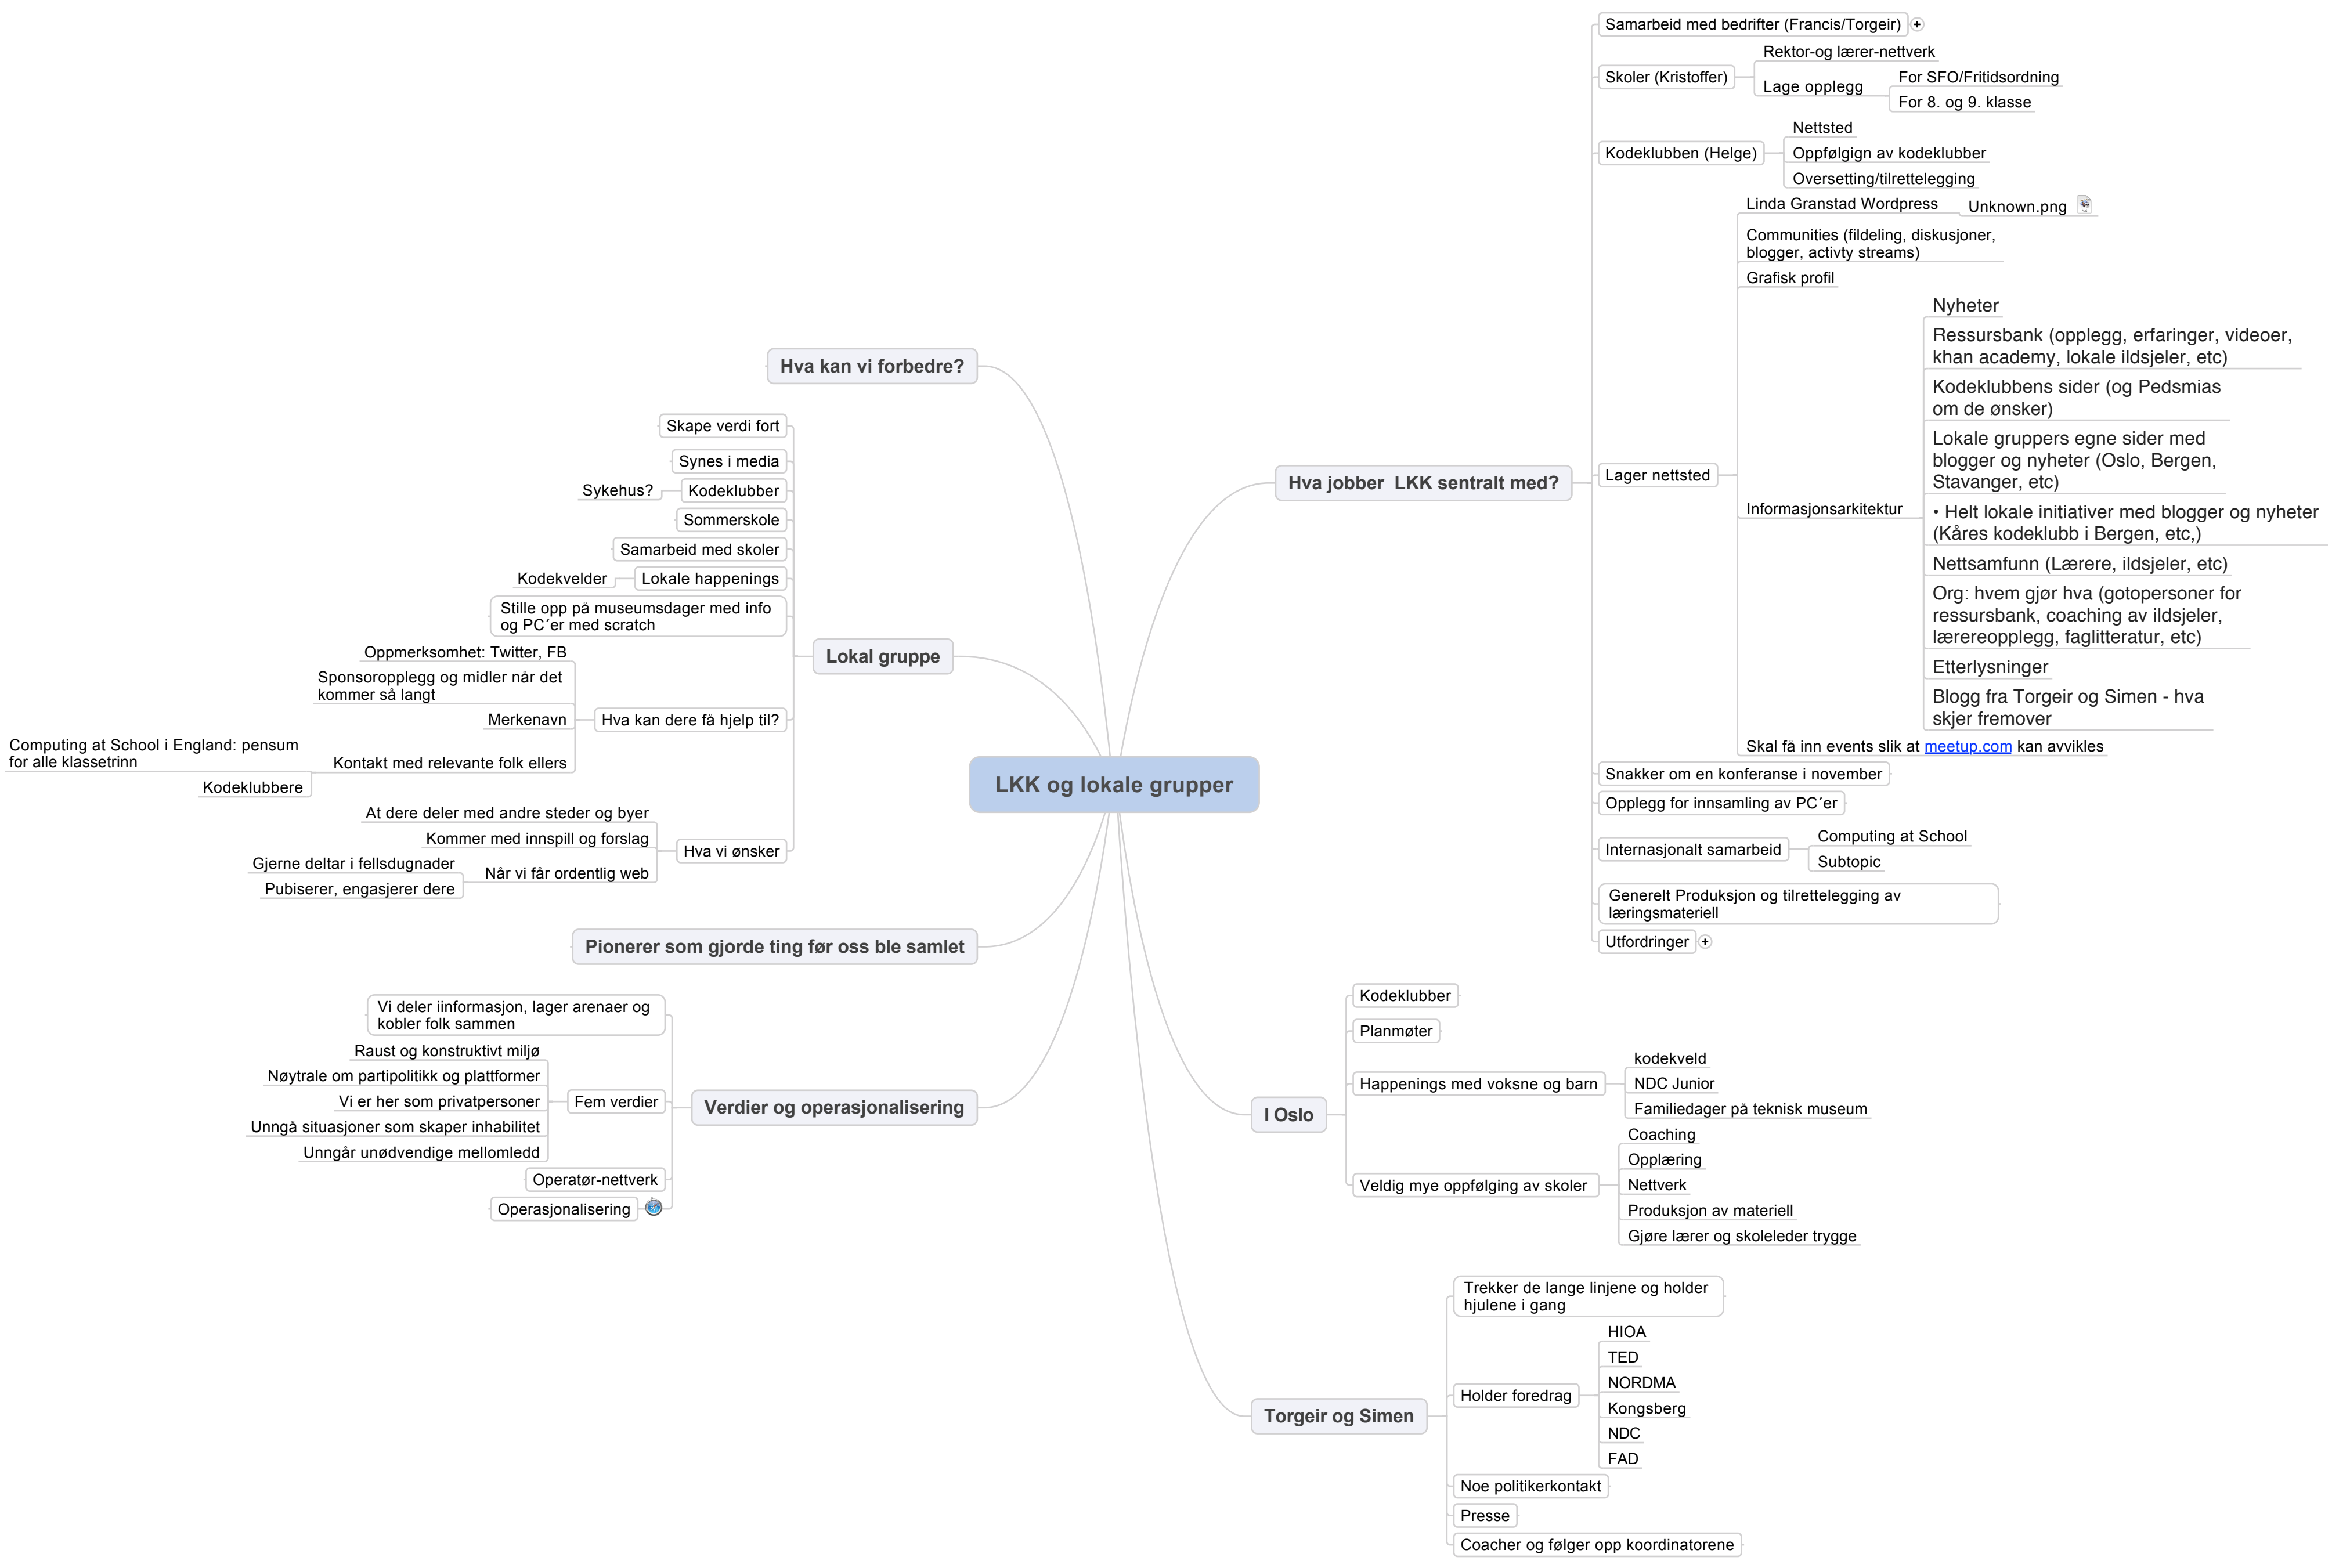 LKK og lokale grupper
Hva jobber  LKK sentralt med?
Samarbeid med bedrifter (Francis/Torgeir)
Skoler (Kristoffer)
Rektor-og lærer-nettverk
Lage opplegg
For SFO/Fritidsordning
For 8. og 9. klasse
Kodeklubben (Helge)
Nettsted
Oppfølgign av kodeklubber
Oversetting/tilrettelegging
Lager nettsted
Linda Granstad Wordpress
Unknown.png
Communities (fildeling, diskusjoner,
blogger, activty streams)
Grafisk profil
Informasjonsarkitektur
Nyheter
Ressursbank (opplegg, erfaringer, videoer,
khan academy, lokale ildsjeler, etc)
Kodeklubbens sider (og Pedsmias
om de ønsker)
Lokale gruppers egne sider med
blogger og nyheter (Oslo, Bergen,
Stavanger, etc)
• Helt lokale initiativer med blogger og nyheter
(Kåres kodeklubb i Bergen, etc,)
Nettsamfunn (Lærere, ildsjeler, etc)
Org: hvem gjør hva (gotopersoner for
ressursbank, coaching av ildsjeler,
lærereopplegg, faglitteratur, etc)
Etterlysninger
Blogg fra Torgeir og Simen - hva
skjer fremover
Skal få inn events slik at meetup.com kan avvikles
Snakker om en konferanse i november
Opplegg for innsamling av PC´er
Internasjonalt samarbeid
Computing at School
Subtopic
Generelt Produksjon og tilrettelegging av
læringsmateriell
Utfordringer
I Oslo
Kodeklubber
Planmøter
Happenings med voksne og barn
kodekveld
NDC Junior
Familiedager på teknisk museum
Veldig mye oppfølging av skoler
Coaching
Opplæring
Nettverk
Produksjon av materiell
Gjøre lærer og skoleleder trygge
Torgeir og Simen
Trekker de lange linjene og holder
hjulene i gang
Holder foredrag
HIOA
TED
NORDMA
Kongsberg
NDC
FAD
Noe politikerkontakt
Presse
Coacher og følger opp koordinatorene
Hva kan vi forbedre?
Lokal gruppe
Skape verdi fort
Synes i media
Kodeklubber
Sykehus?
Sommerskole
Samarbeid med skoler
Lokale happenings
Kodekvelder
Stille opp på museumsdager med info
og PC´er med scratch
Hva kan dere få hjelp til?
Oppmerksomhet: Twitter, FB
Sponsoropplegg og midler når det
kommer så langt
Merkenavn
Kontakt med relevante folk ellers
Computing at School i England: pensum
for alle klassetrinn
Kodeklubbere
Hva vi ønsker
At dere deler med andre steder og byer
Kommer med innspill og forslag
Når vi får ordentlig web
Gjerne deltar i fellsdugnader
Pubiserer, engasjerer dere
Pionerer som gjorde ting før oss ble samlet
Verdier og operasjonalisering
Vi deler iinformasjon, lager arenaer og
kobler folk sammen
Fem verdier
Raust og konstruktivt miljø
Nøytrale om partipolitikk og plattformer
Vi er her som privatpersoner
Unngå situasjoner som skaper inhabilitet
Unngår unødvendige mellomledd
Operatør-nettverk
Operasjonalisering